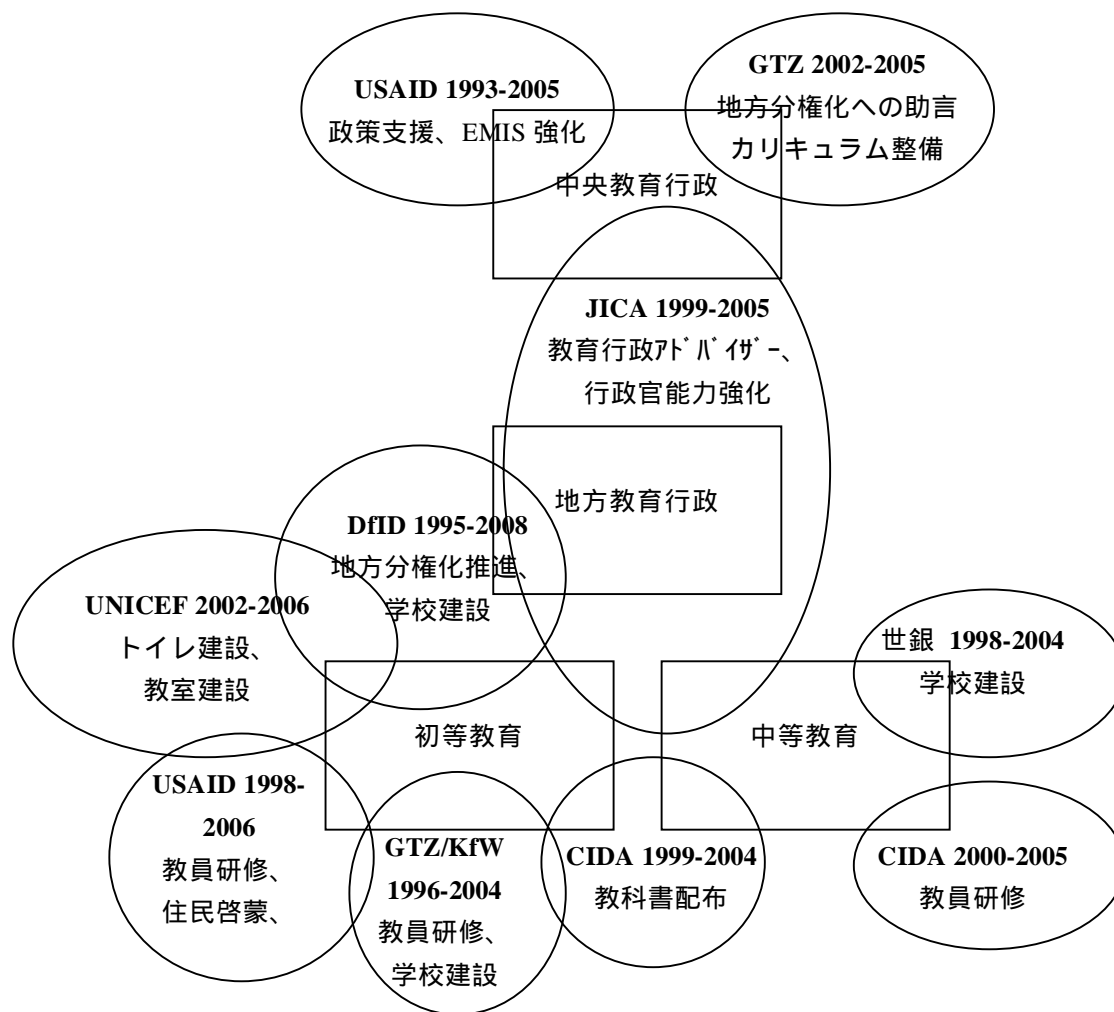 USAID 1993-2005
政策支援、EMIS 強化
GTZ 2002-2005
地方分権化への助言
カリキュラム整備
中央教育行政
JICA 1999-2005
教育行政ｱﾄﾞﾊﾞｲｻﾞｰ、
行政官能力強化
地方教育行政
DfID 1995-2008
地方分権化推進、
学校建設
UNICEF 2002-2006
トイレ建設、
教室建設
世銀 1998-2004
学校建設
初等教育
中等教育
USAID 1998-
2006
教員研修、
住民啓蒙、
GTZ/KfW
1996-2004
教員研修、
学校建設
CIDA 1999-2004
教科書配布
CIDA 2000-2005
教員研修